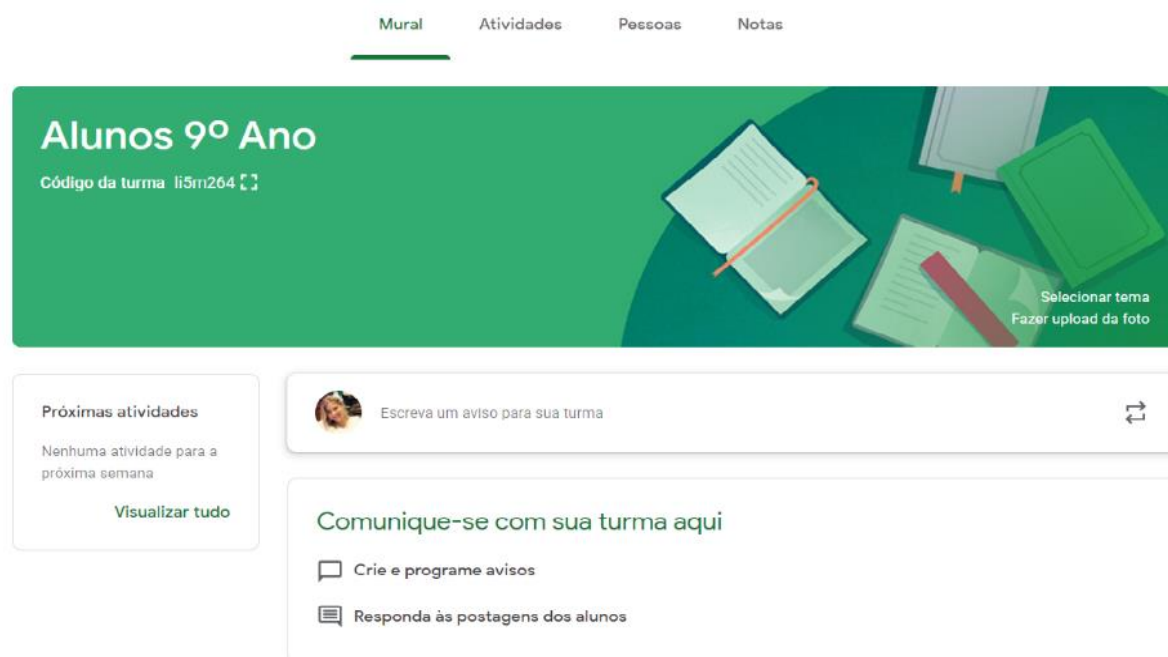 Mural Atividades Pessoas Notas
Alunos 9º Ano
Código da turma li5m264
Selecionar tema
Fazer upload da foto
Próximas atividades
Nenhuma atividade para a
próxima semana
Visualizar tudo
Escreva um aviso para sua turma
Comunique-se com sua turma aqui
Crie e programe avisos
Responda às postagens dos alunos